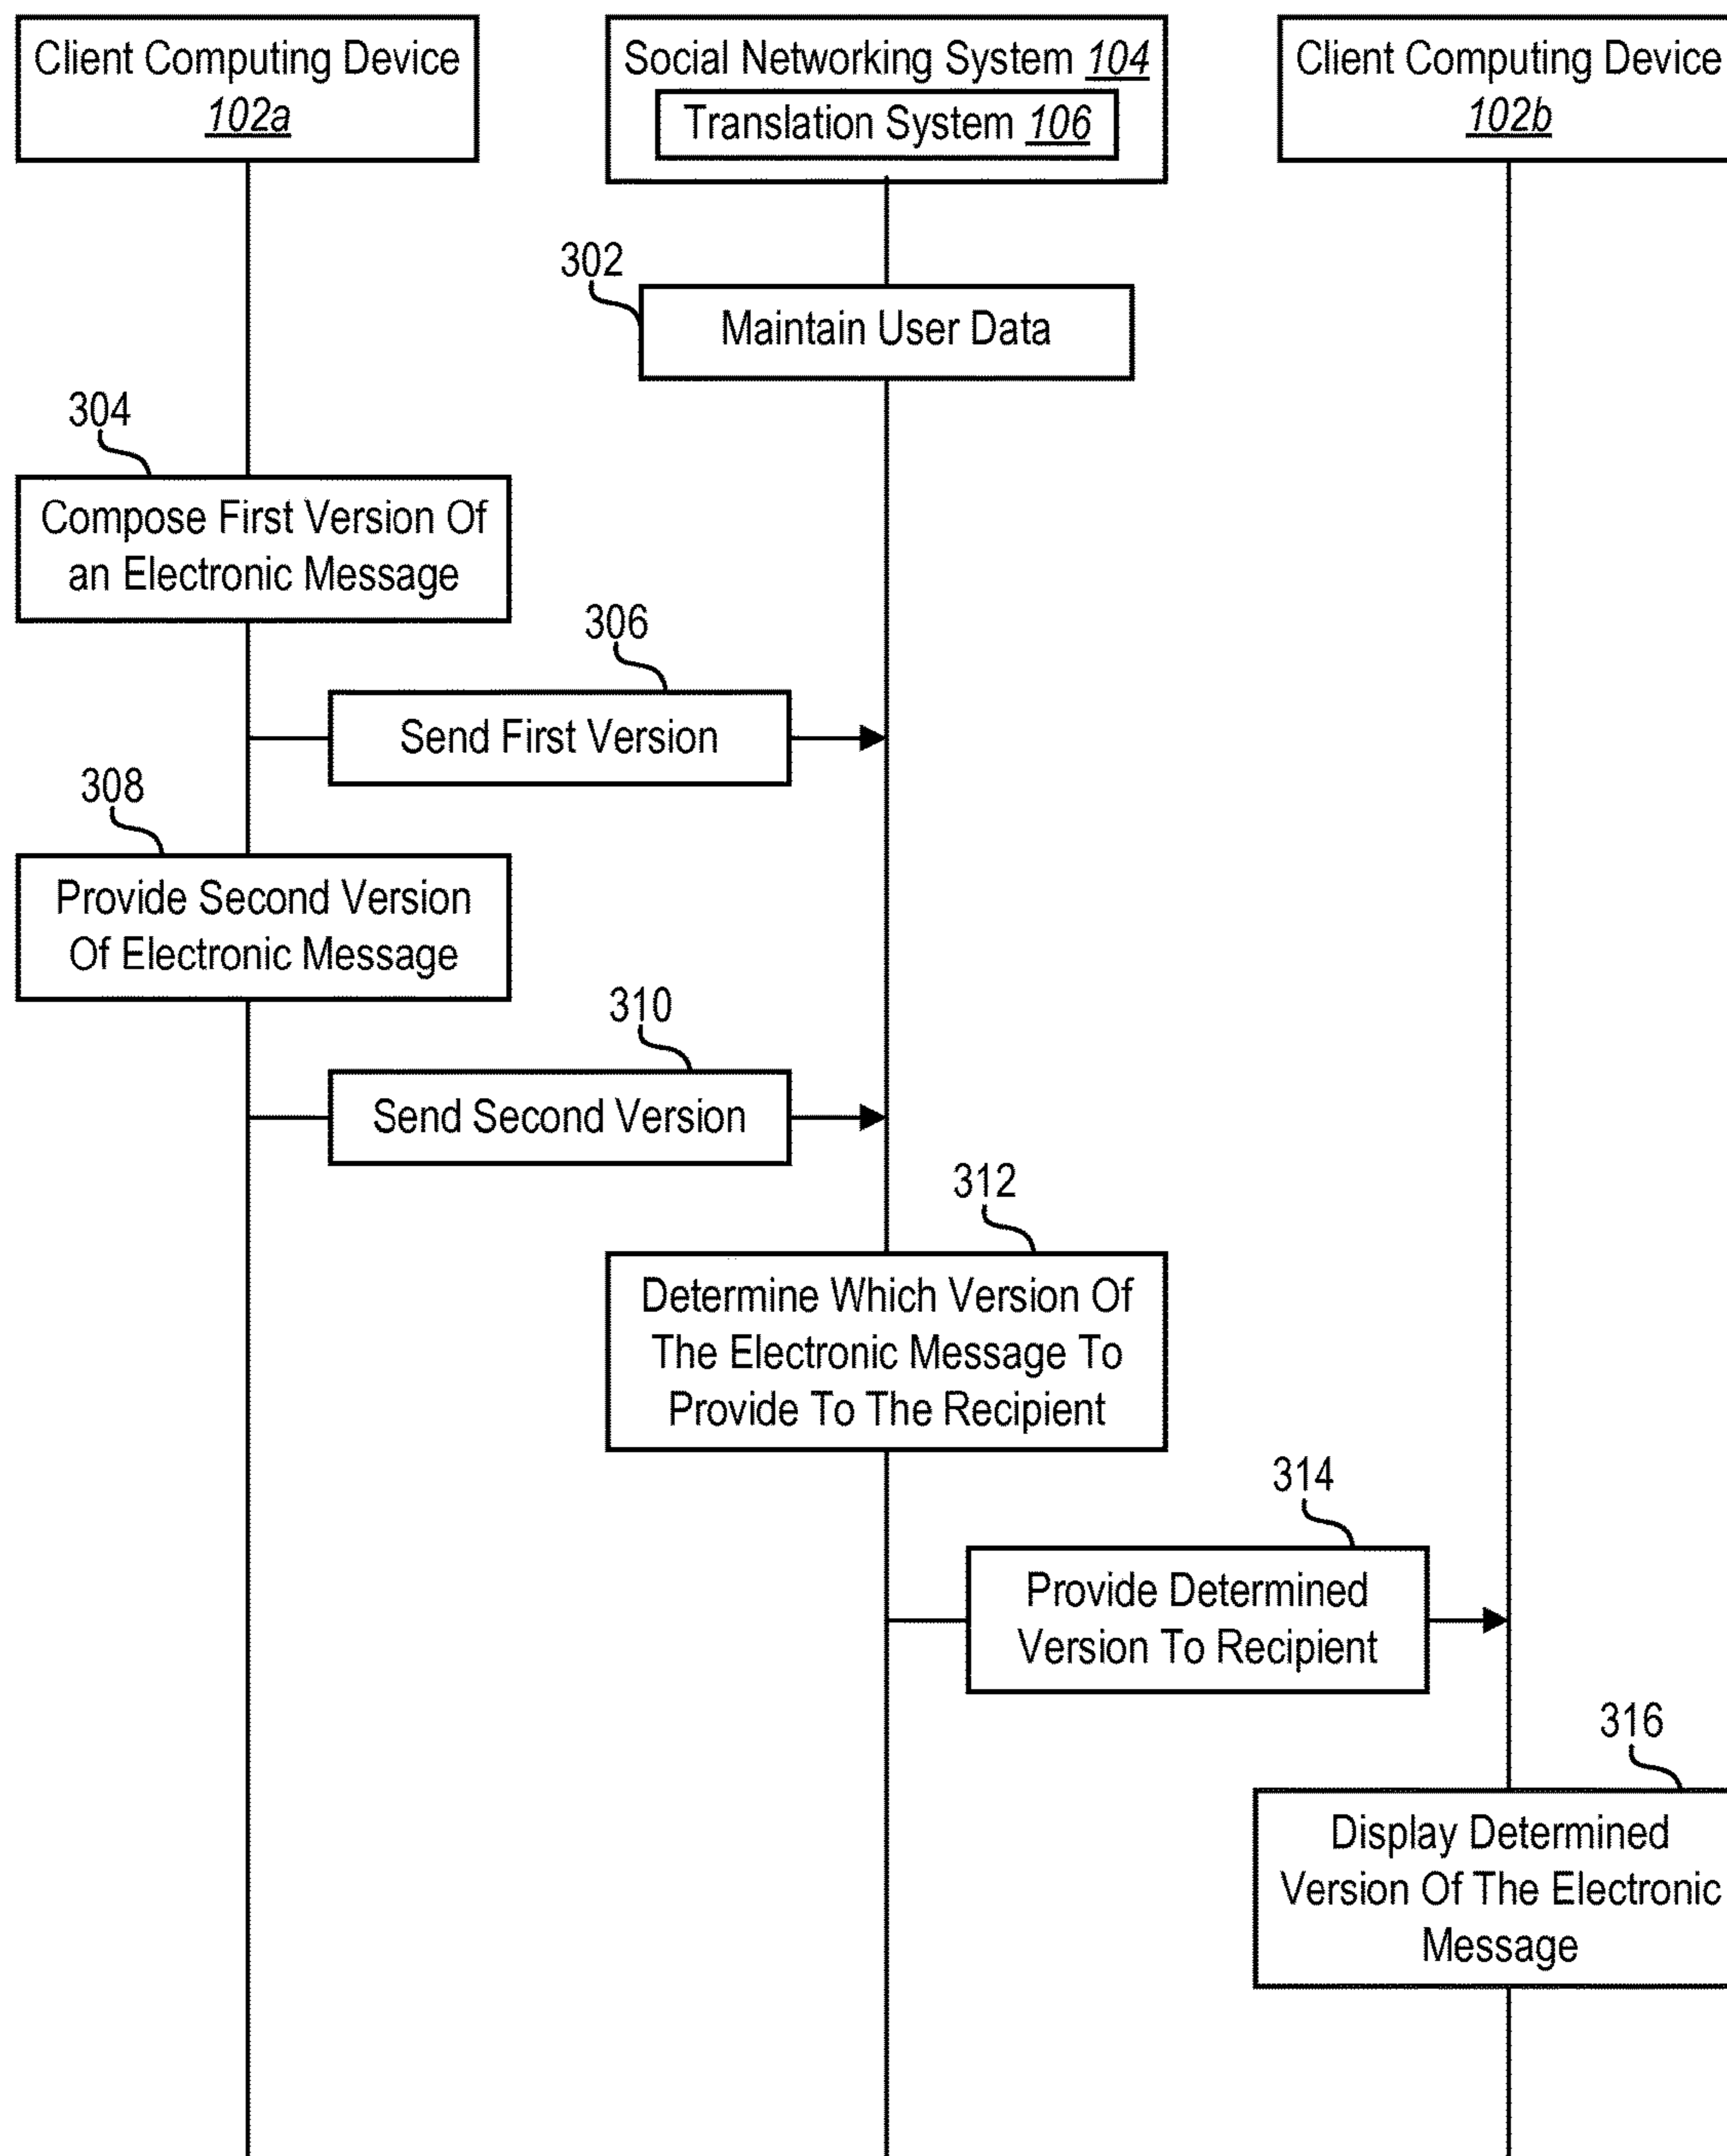 Client Computing Device
102a
Social Networking System 104
Translation System 106
Client Computing Device
102b
302
Maintain User Data
304
Compose First Version Of
an Electronic Message
306
Send First Version
308
Provide Second Version
Of Electronic Message
310
Send Second Version
312
Determine Which Version Of
The Electronic Message To
Provide To The Recipient
314
Provide Determined
Version To Recipient
316
Display Determined
Version Of The Electronic
Message